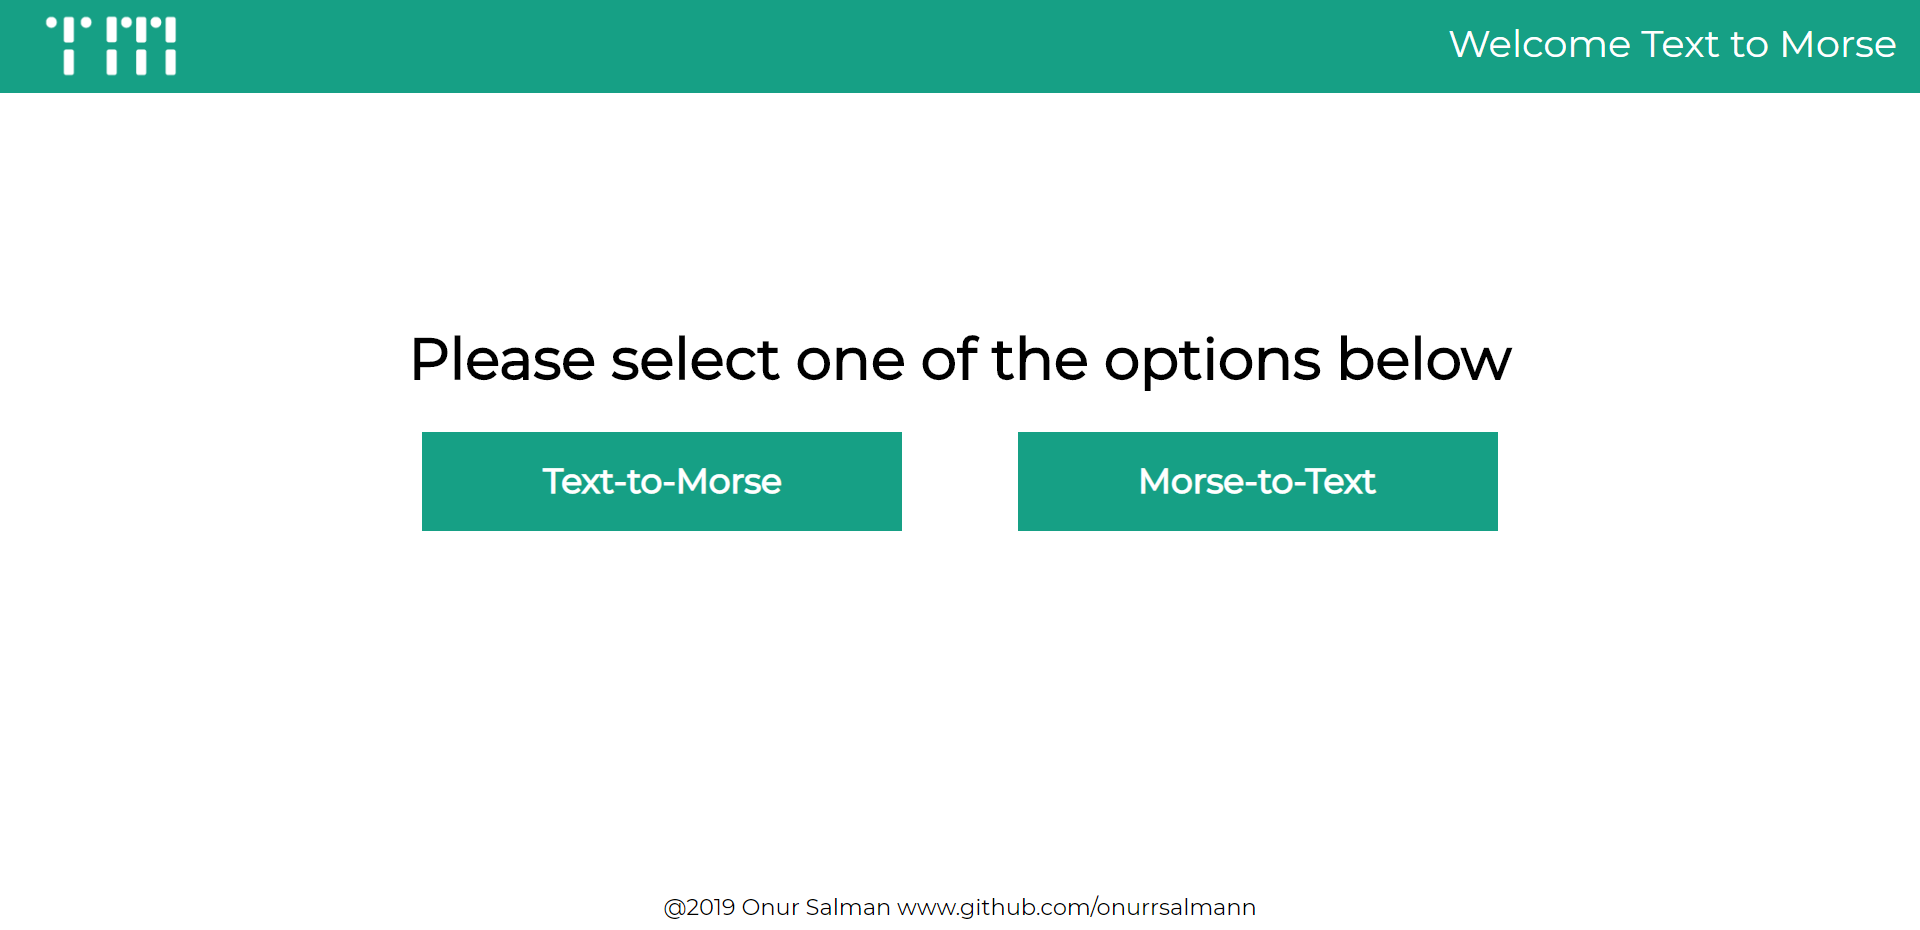 TM
Welcome Text to Morse
Please select one of the options below
Text-to-Morse
Morse-to-Text
@2019 Onur Salman www.github.com/onurrsalmann